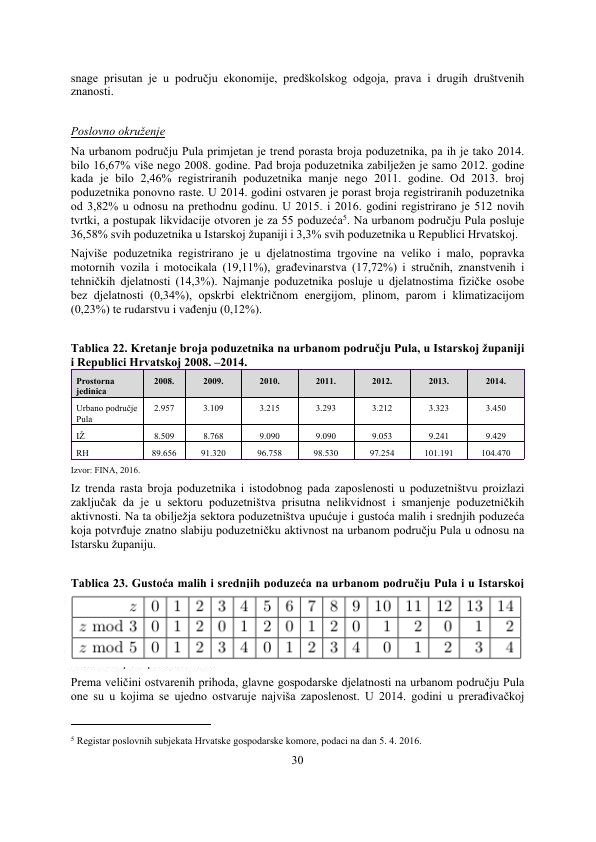 snage prisutan je u području ekonomije, predškolskog odgoja, prava i drugih društvenih
znanosti.
Poslovno okruženje
Na urbanom području Pula primjetan je trend porasta broja poduzetnika, pa ih je tako 2014.
bilo 16,67% više nego 2008. godine. Pad broja poduzetnika zabilježen je samo 2012. godine
kada je bilo 2,46% registriranih poduzetnika manje nego 2011. godine. Od 2013. broj
poduzetnika ponovno raste. U 2014. godini ostvaren je porast broja registriranih poduzetnika
od 3,82% u odnosu na prethodnu godinu. U 2015. i 2016. godini registrirano je 512 novih
tvrtki, a postupak likvidacije otvoren je za 55 poduzeća⁵. Na urbanom području Pula posluje
36,58% svih poduzetnika u Istarskoj županiji i 3,3% svih poduzetnika u Republici Hrvatskoj.
Najviše poduzetnika registrirano je u djelatnostima trgovine na veliko i malo, popravka
motornih vozila i motocikala (19,11%), građevinarstva (17,72%) i stručnih, znanstvenih i
tehničkih djelatnosti (14,3%). Najmanje poduzetnika posluje u djelatnostima fizičke osobe
bez djelatnosti (0,34%), opskrbi električnom energijom, plinom, parom i klimatizacijom
(0,23%) te rudarstvu i vađenju (0,12%).
Tablica 22. Kretanje broja poduzetnika na urbanom području Pula, u Istarskoj županiji
i Republici Hrvatskoj 2008. –2014.
Prostorna jedinica 2008. 2009. 2010. 2011. 2012. 2013. 2014.
Urbano područje Pula 2.957 3.109 3.215 3.293 3.212 3.323 3.450
IŽ 8.509 8.768 9.090 9.090 9.053 9.241 9.429
RH 89.656 91.320 96.758 98.530 97.254 101.191 104.470
Izvor: FINA, 2016.
Iz trenda rasta broja poduzetnika i istodobnog pada zaposlenosti u poduzetništvu proizlazi
zaključak da je u sektoru poduzetništva prisutna nelikvidnost i smanjenje poduzetničkih
aktivnosti. Na ta obilježja sektora poduzetništva upućuje i gustoća malih i srednjih poduzeća
koja potvrđuje znatno slabiju poduzetničku aktivnost na urbanom području Pula u odnosu na
Istarsku županiju.
Tablica 23. Gustoća malih i srednjih poduzeća na urbanom području Pula i u Istarskoj
z 0 1 2 3 4 5 6 7 8 9 10 11 12 13 14
z mod 3 0 1 2 0 1 2 0 1 2 0 1 2 0 1 2
z mod 5 0 1 2 3 4 0 1 2 3 4 0 1 2 3 4
Prema veličini ostvarenih prihoda, glavne gospodarske djelatnosti na urbanom području Pula
one su u kojima se ujedno ostvaruje najviša zaposlenost. U 2014. godini u prerađivačkoj
⁵ Registar poslovnih subjekata Hrvatske gospodarske komore, podaci na dan 5. 4. 2016.
30